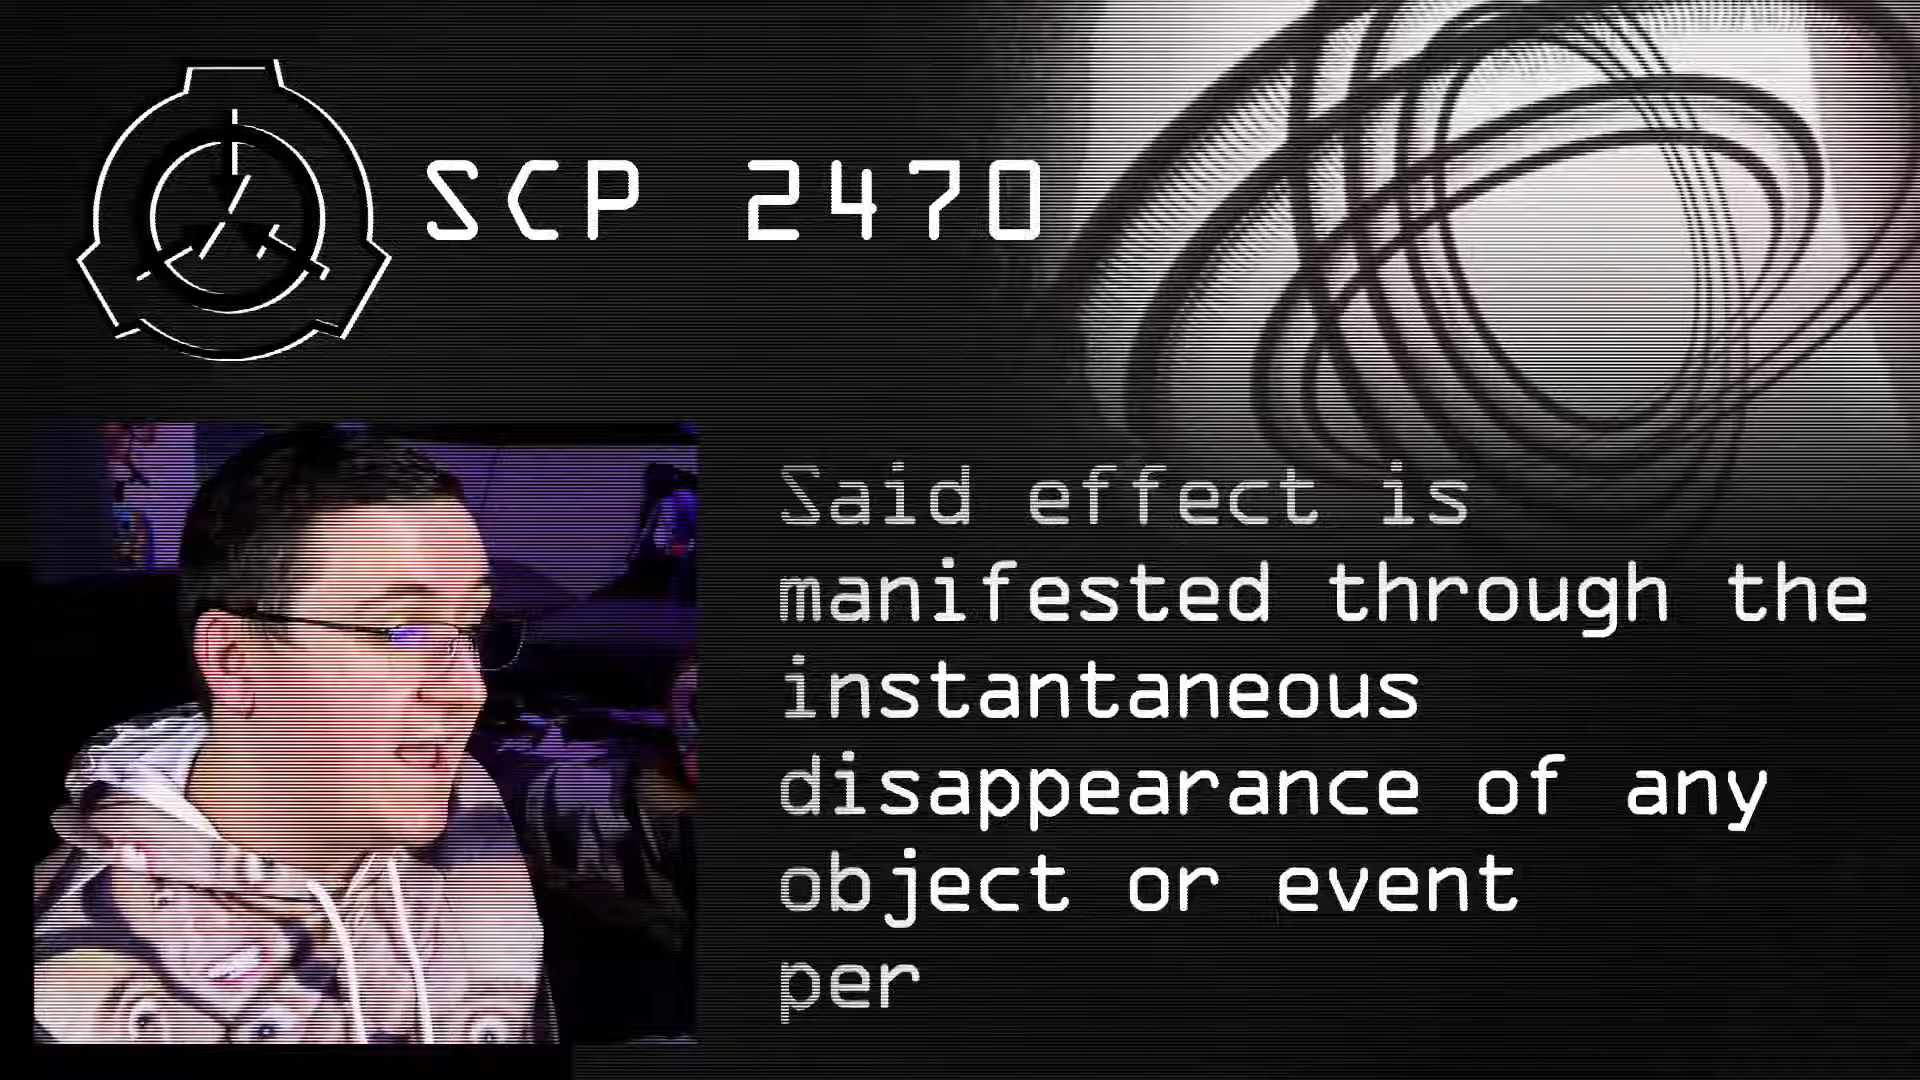 SCP 2470
Said effect is
manifested through the
instantaneous
disappearance of any
object or event
per